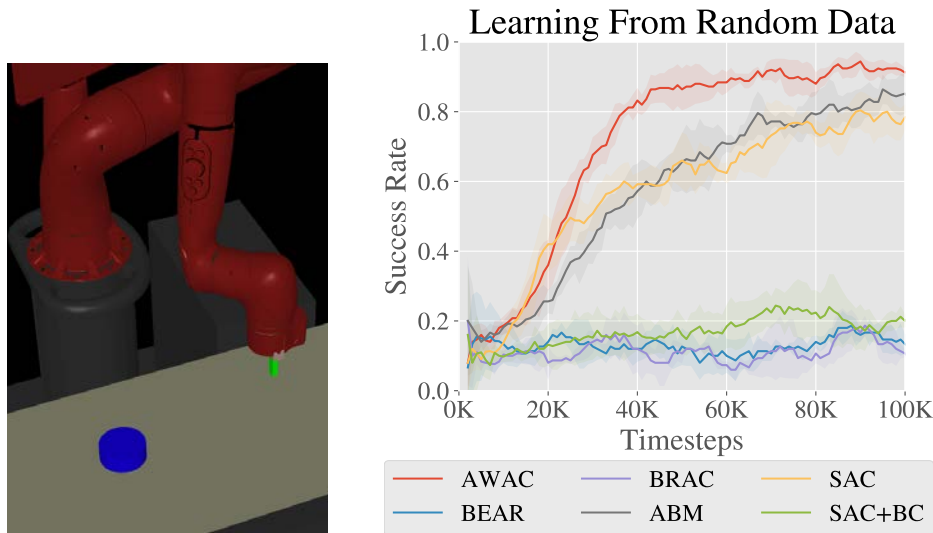 Learning From Random Data
Success Rate
1.0
0.8
0.6
0.4
0.2
0.0
0K 20K 40K 60K 80K 100K
Timesteps
AWAC BRAC SAC
BEAR ABM SAC+BC